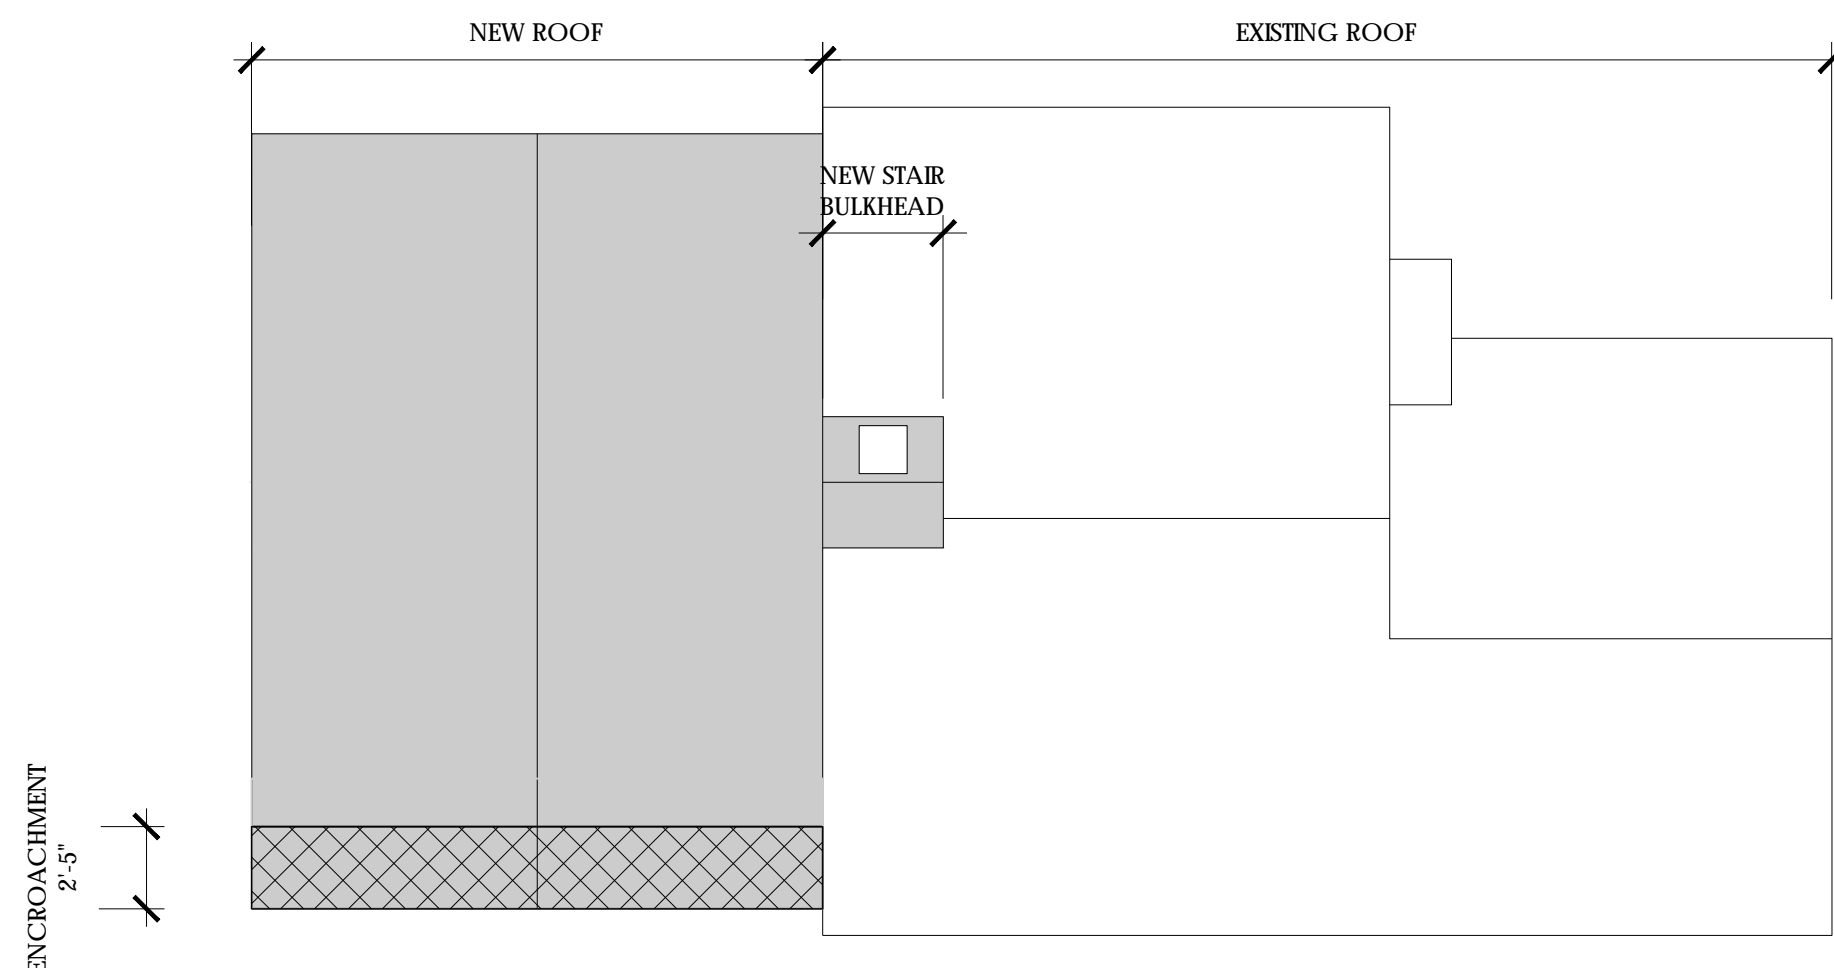 NEW ROOF
EXISTING ROOF
NEW STAIR
BULKHEAD
ENCROACHMENT
2'-5"